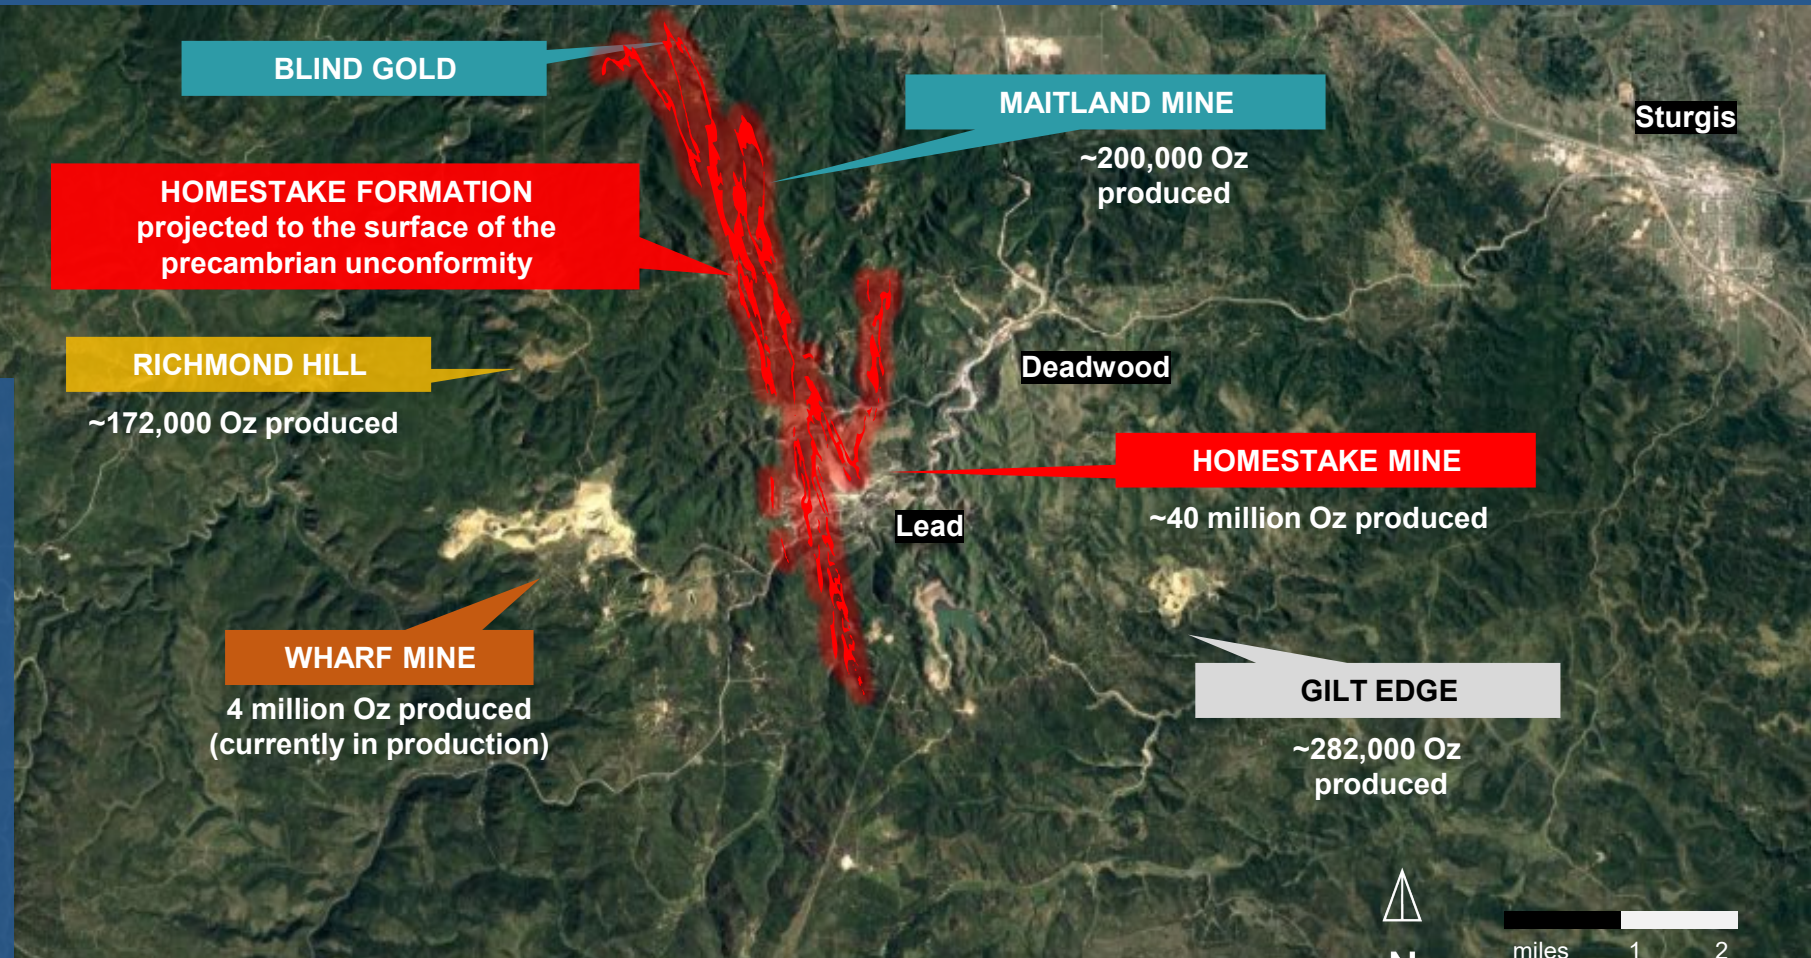 BLIND GOLD
MAITLAND MINE
~200,000 Oz
produced
Sturgis
HOMESTAKE FORMATION
projected to the surface of the
precambrian unconformity
RICHMOND HILL
~172,000 Oz produced
Deadwood
HOMESTAKE MINE
~40 million Oz produced
Lead
WHARF MINE
4 million Oz produced
(currently in production)
GILT EDGE
~282,000 Oz
produced
N
miles 1 2